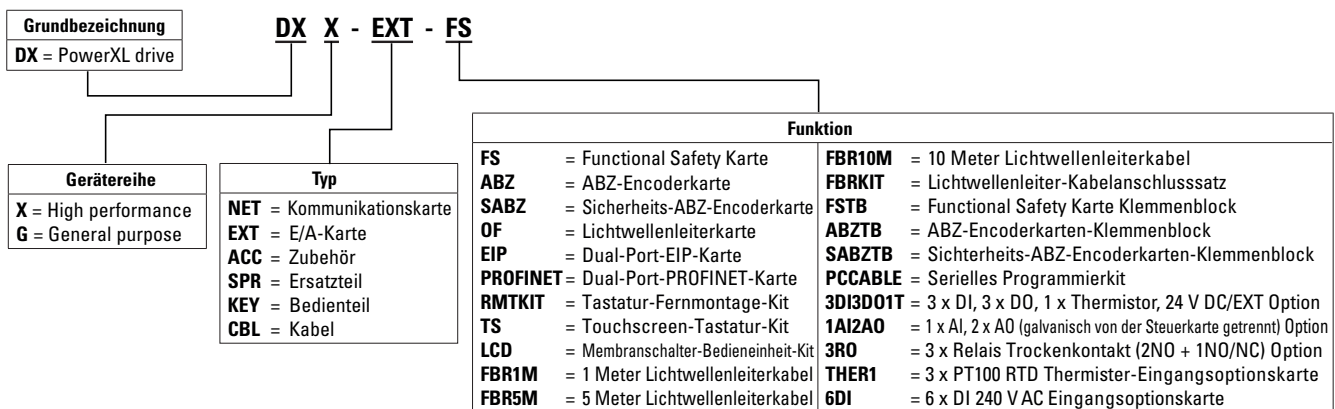 Grundbezeichnung
DX = PowerXL drive
DX X - EXT - FS
Gerätereihe
X = High performance
G = General purpose
Typ
NET = Kommunikationskarte
EXT = E/A-Karte
ACC = Zubehör
SPR = Ersatzteil
KEY = Bedienteil
CBL = Kabel
Funktion
FS = Functional Safety Karte
ABZ = ABZ-Encoderkarte
SABZ = Sicherheits-ABZ-Encoderkarte
OF = Lichtwellenleiterkarte
EIP = Dual-Port-EIP-Karte
PROFINET = Dual-Port-PROFINET-Karte
RMTKIT = Tastatur-Fernmontage-Kit
TS = Touchscreen-Tastatur-Kit
LCD = Membranschalter-Bedieneinheit-Kit
FBR1M = 1 Meter Lichtwellenleiterkabel
FBR5M = 5 Meter Lichtwellenleiterkabel
FBR10M = 10 Meter Lichtwellenleiterkabel
FBRKIT = Lichtwellenleiter-Kabelanschlusssatz
FSTB = Functional Safety Karte Klemmenblock
ABZTB = ABZ-Encoderkarten-Klemmenblock
SABZTB = Sichterheits-ABZ-Encoderkarten-Klemmenblock
PCCABLE = Serielles Programmierkit
3DI3DO1T = 3 x DI, 3 x DO, 1 x Thermistor, 24 V DC/EXT Option
1AI2AO = 1 x AI, 2 x AO (galvanisch von der Steuerkarte getrennt) Option
3RO = 3 x Relais Trockenkontakt (2NO + 1NO/NC) Option
THER1 = 3 x PT100 RTD Thermister-Eingangsoptionskarte
6DI = 6 x DI 240 V AC Eingangsoptionskarte